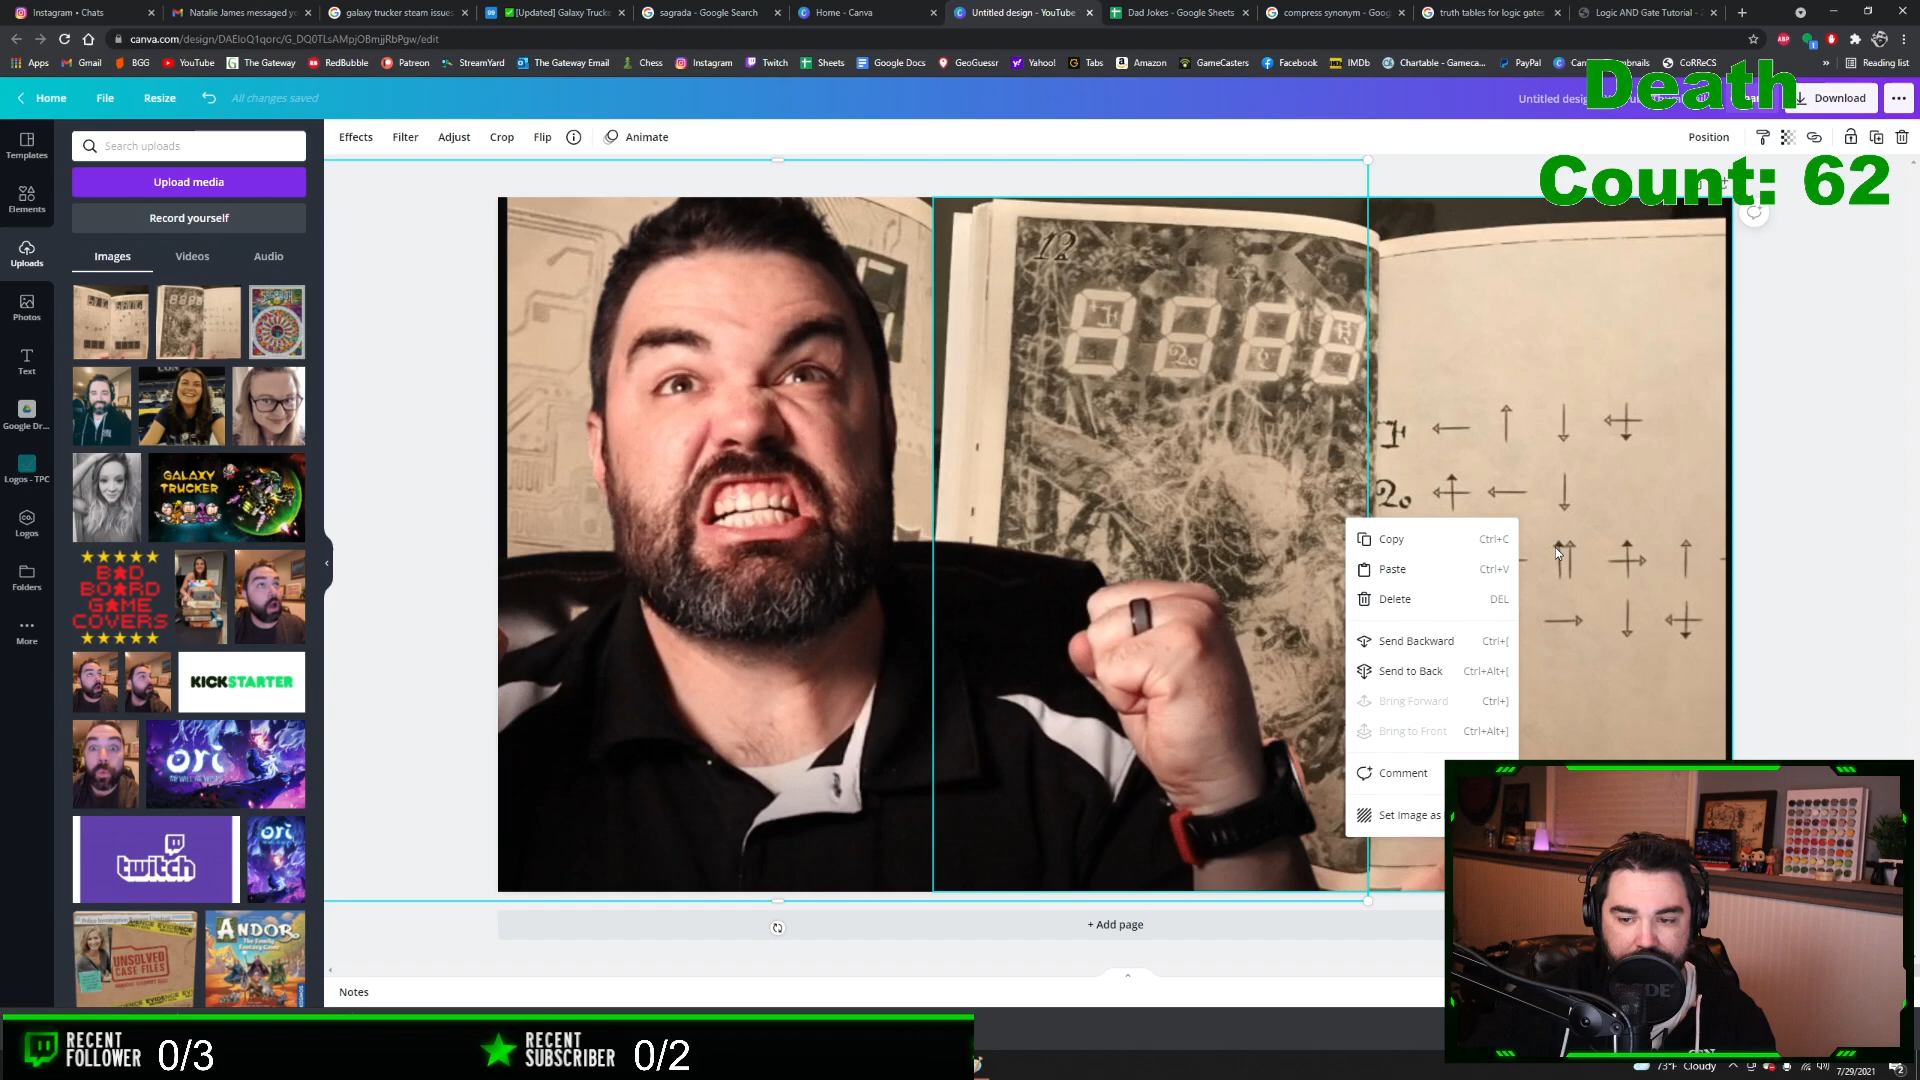 Instagram • Chats
Natalie James messaged yo
galaxy trucker steam issues
[Updated] Galaxy Truck
sagrada - Google Search
Home - Canva
Untitled design - YouTube
Dad Jokes - Google Sheets
compress synonym - Goog
truth tables for logic gates
Logic AND Gate Tutorial -
canva.com/design/DAEloQ1qorc/G_DQ0TLsAMpjOBmjjRbPgw/edit
Apps
Gmail
BGG
YouTube
The Gateway
RedBubble
Patreon
StreamYard
The Gateway Email
Chess
Instagram
Twitch
Sheets
Google Docs
GeoGuessr
Yahoo!
Tabs
Amazon
GameCasters
Facebook
IMDb
Chartable - Gameca...
PayPal
CoRReCS
Reading list
Home
File
Resize
All changes saved
Death
Download
Search uploads
Effects
Filter
Adjust
Crop
Flip
Animate
Position
Count: 62
Templates
Elements
Uploads
Photos
Text
Google Dr...
Logos - TPC
Logos
Folders
More
Upload media
Record yourself
Images
Videos
Audio
GALAXY
TRUCKER
BAD
BOARD
GAME
COVERS
KICKSTARTER
ori
twitch
ori
UNSOLVED
CASE FILES
ANDOR
12
Copy Ctrl+C
Paste Ctrl+V
Delete DEL
Send Backward Ctrl+[
Send to Back Ctrl+Alt+[
Bring Forward Ctrl+]
Bring to Front Ctrl+Alt+]
Comment
Set Image as
+ Add page
Notes
RECENT
FOLLOWER 0/3
RECENT
SUBSCRIBER 0/2
73°F Cloudy
7/29/2021